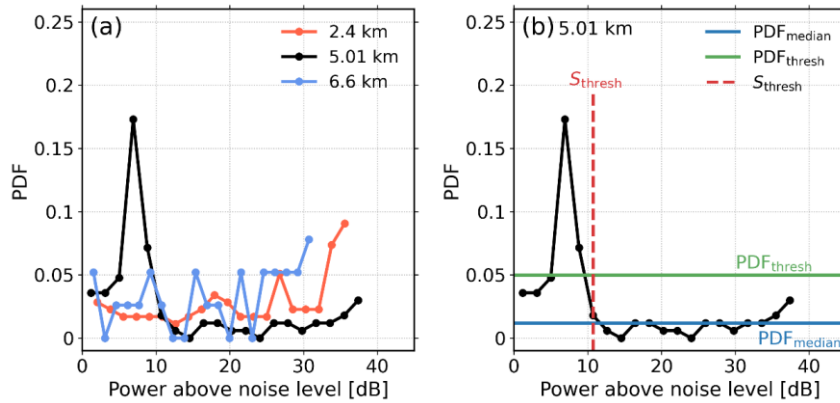 (a)
2.4 km
5.01 km
6.6 km
0.25
0.2
0.15
0.1
0.05
0
PDF
0 10 20 30 40
Power above noise level [dB]
(b) 5.01 km
PDFmedian
PDFthresh
Sthresh
Sthresh
PDFthresh
PDFmedian
0.25
0.2
0.15
0.1
0.05
0
PDF
0 10 20 30 40
Power above noise level [dB]